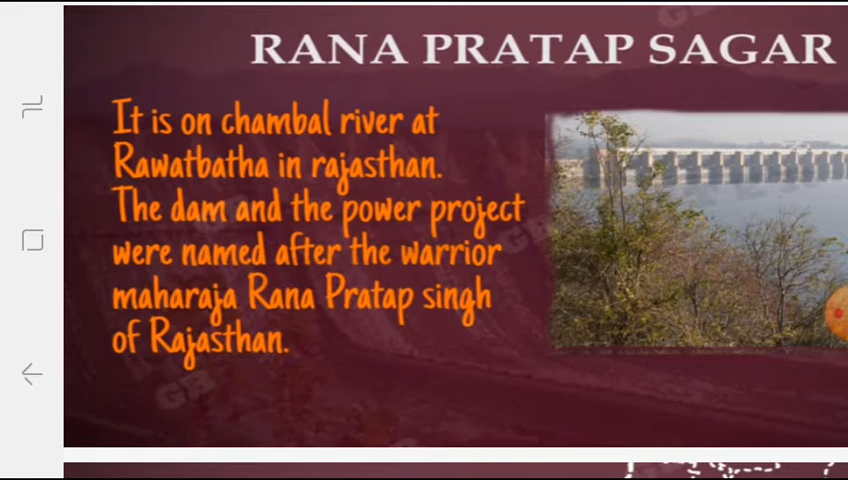 RANA PRATAP SAGAR
It is on chambal river at
Rawatbatha in rajasthan.
The dam and the power project
were named after the warrior
maharaja Rana Pratap singh
of Rajasthan.